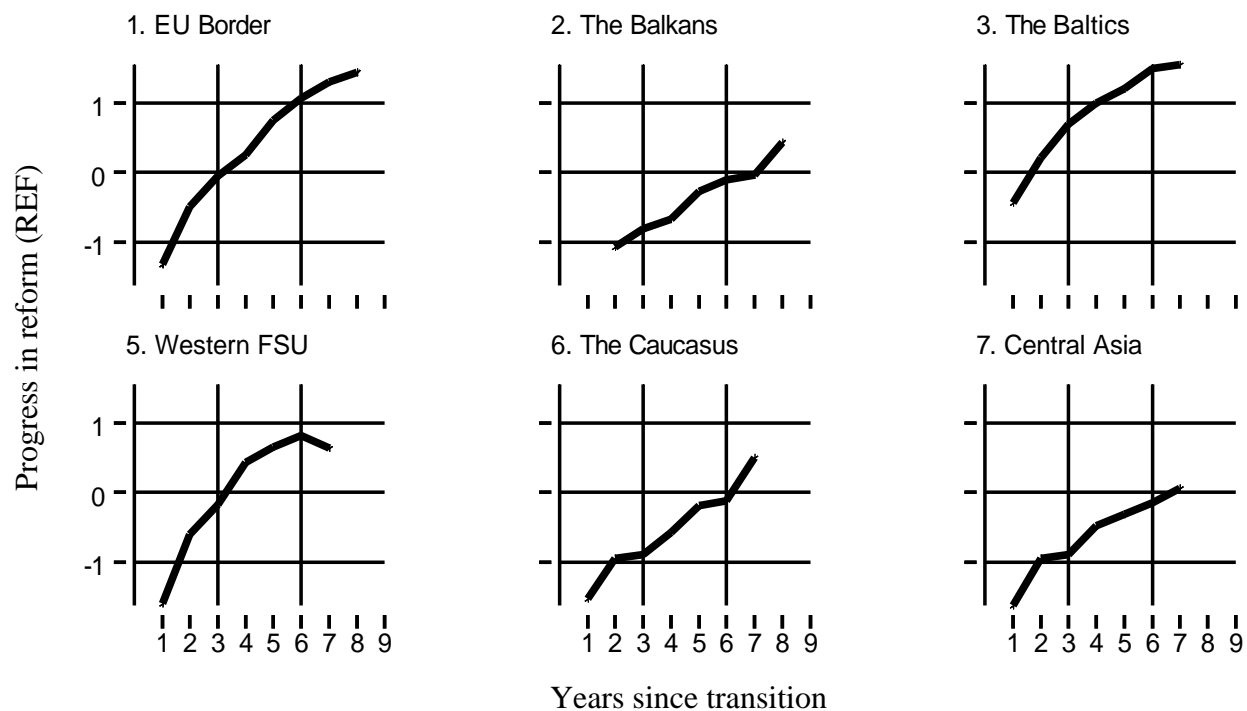 1. EU Border
2. The Balkans
3. The Baltics
1
0
-1
5. Western FSU
6. The Caucasus
7. Central Asia
1
0
-1
1 2 3 4 5 6 7 8 9
1 2 3 4 5 6 7 8 9
1 2 3 4 5 6 7 8 9
Progress in reform (REF)
Years since transition